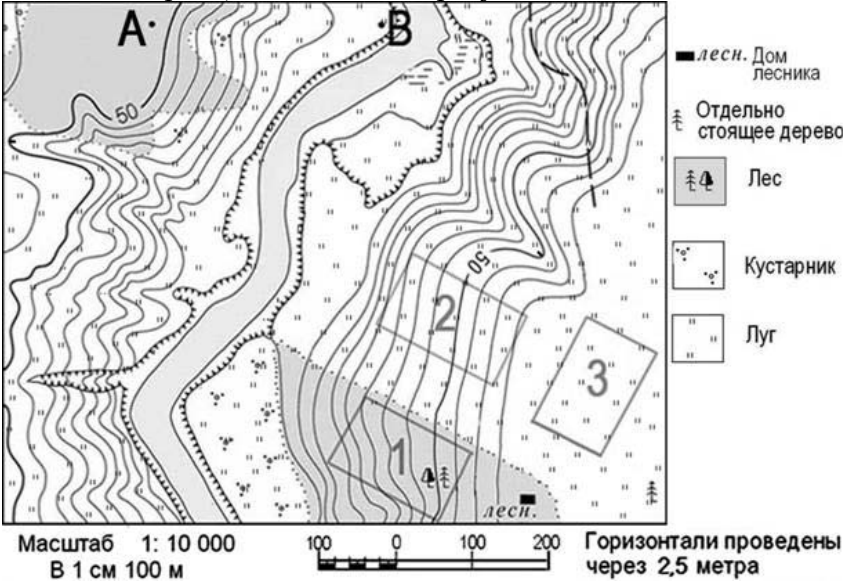 А
В
50
50
2
3
1
лесн.
лесн. Дом
лесника
Отдельно
стоящее дерево
Лес
Кустарник
Луг
Масштаб 1: 10 000
В 1 см 100 м
100 0 100 200
Горизонтали проведены
через 2,5 метра